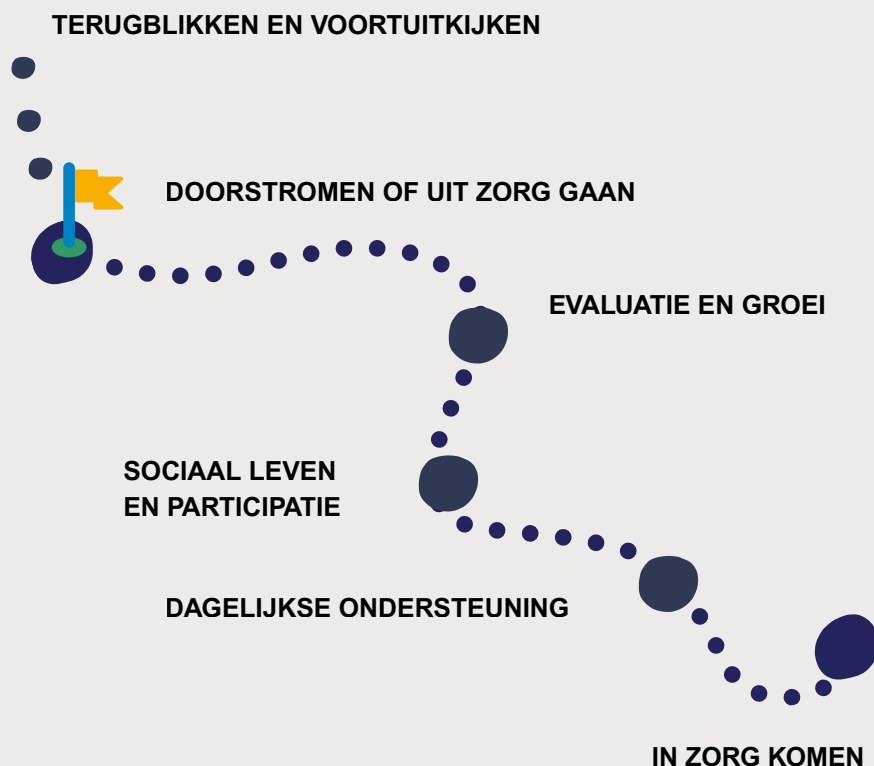 TERUGBLIKKEN EN VOORTUITKIJKEN
DOORSTROMEN OF UIT ZORG GAAN
EVALUATIE EN GROEI
SOCIAAL LEVEN
EN PARTICIPATIE
DAGELIJKSE ONDERSTEUNING
IN ZORG KOMEN